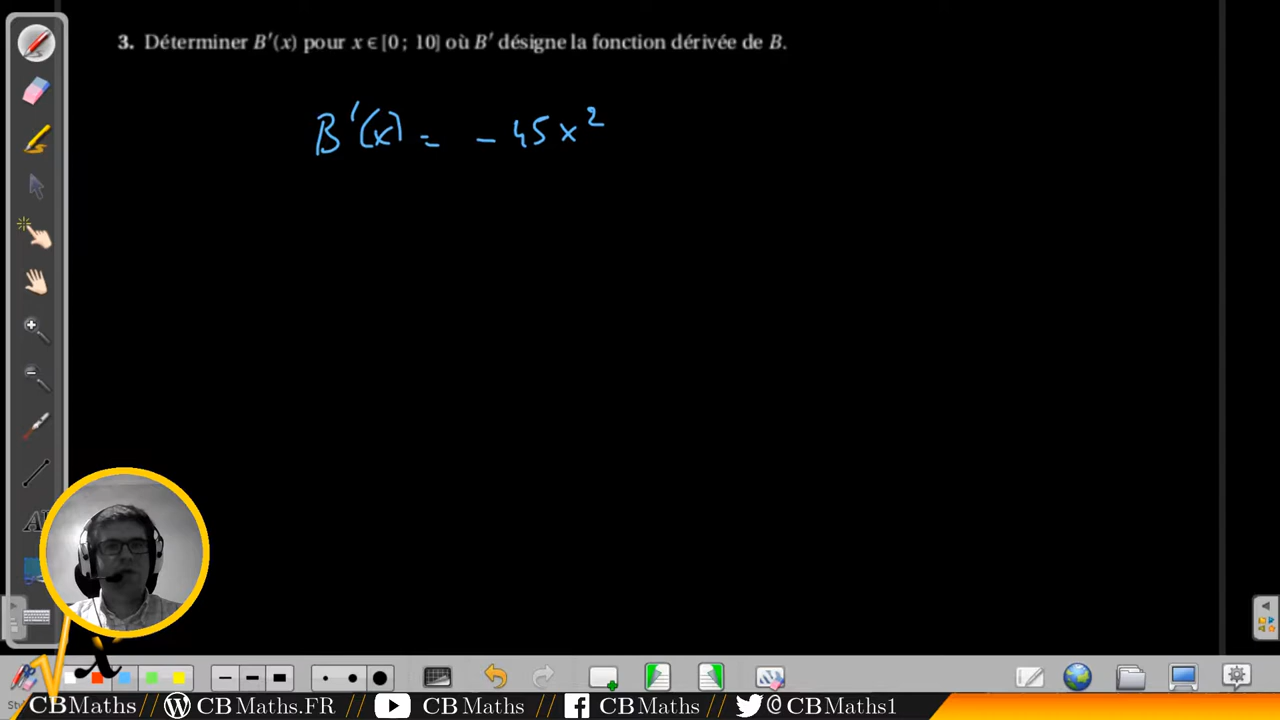 3. Déterminer B′(x) pour x ∈ [0 ; 10] où B′ désigne la fonction dérivée de B.
B′(x) = − 45x²
CBMaths// CBMaths.FR // CBMaths // CBMaths // @CBMaths1